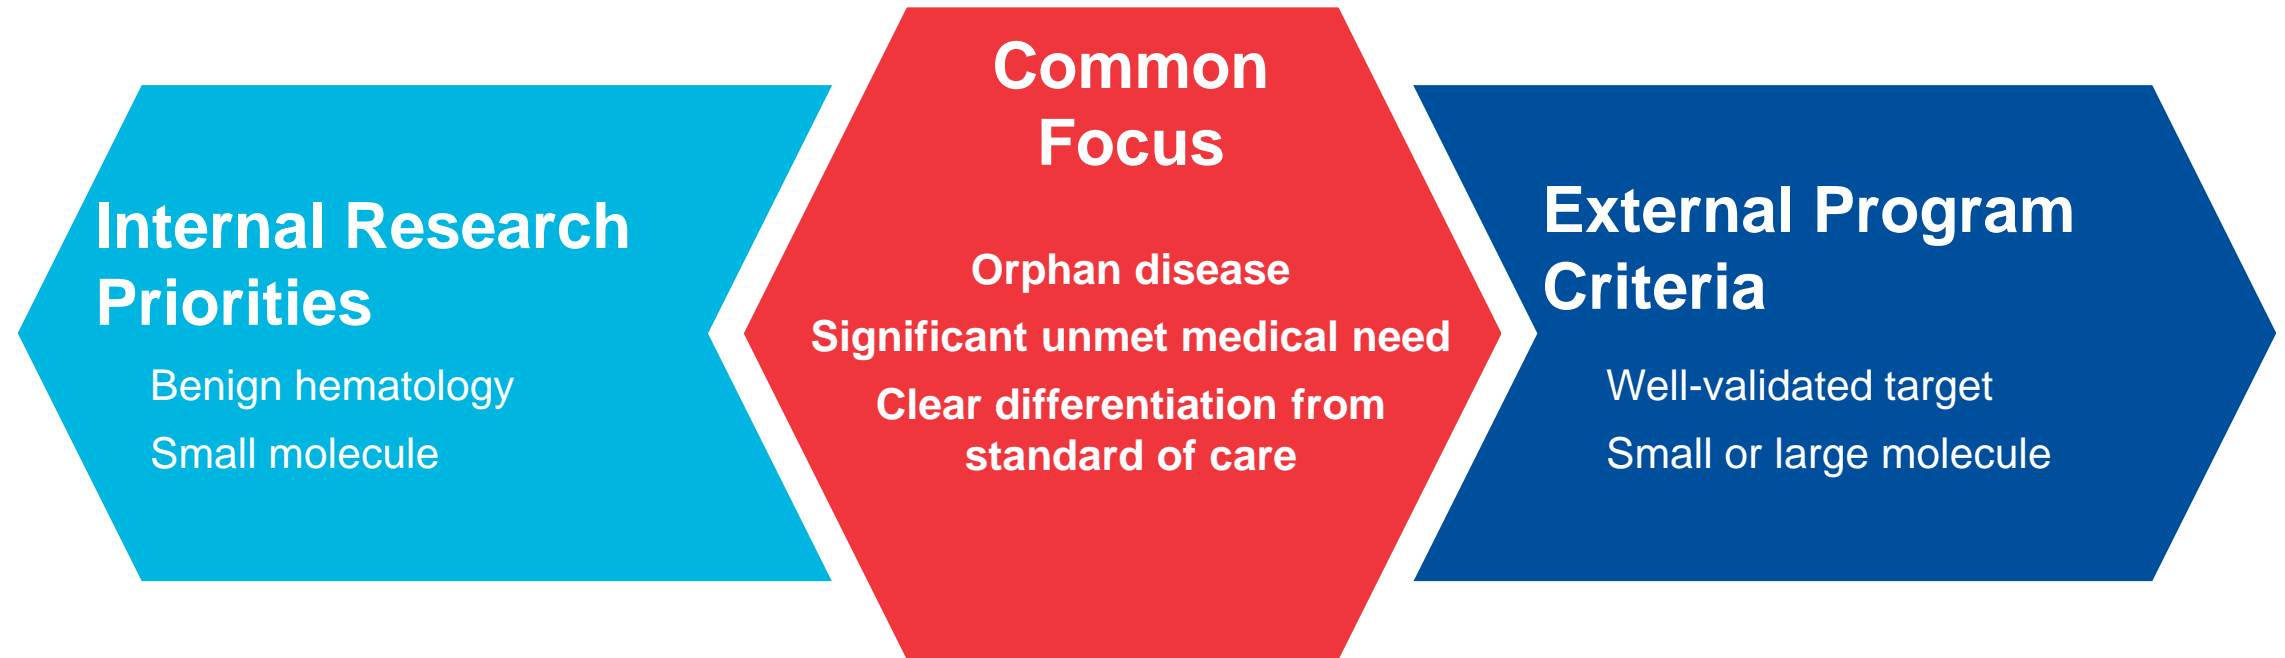 Internal Research
Priorities
Benign hematology
Small molecule
Common
Focus
Orphan disease
Significant unmet medical need
Clear differentiation from
standard of care
External Program
Criteria
Well-validated target
Small or large molecule